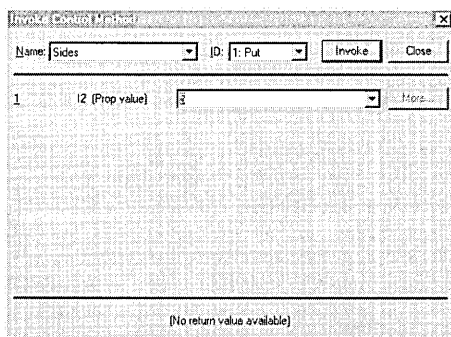 Invoke Control Method
Name: Sides ID: 1: Put Invoke Close
1 I2 (Prop value) More...
(No return value available)